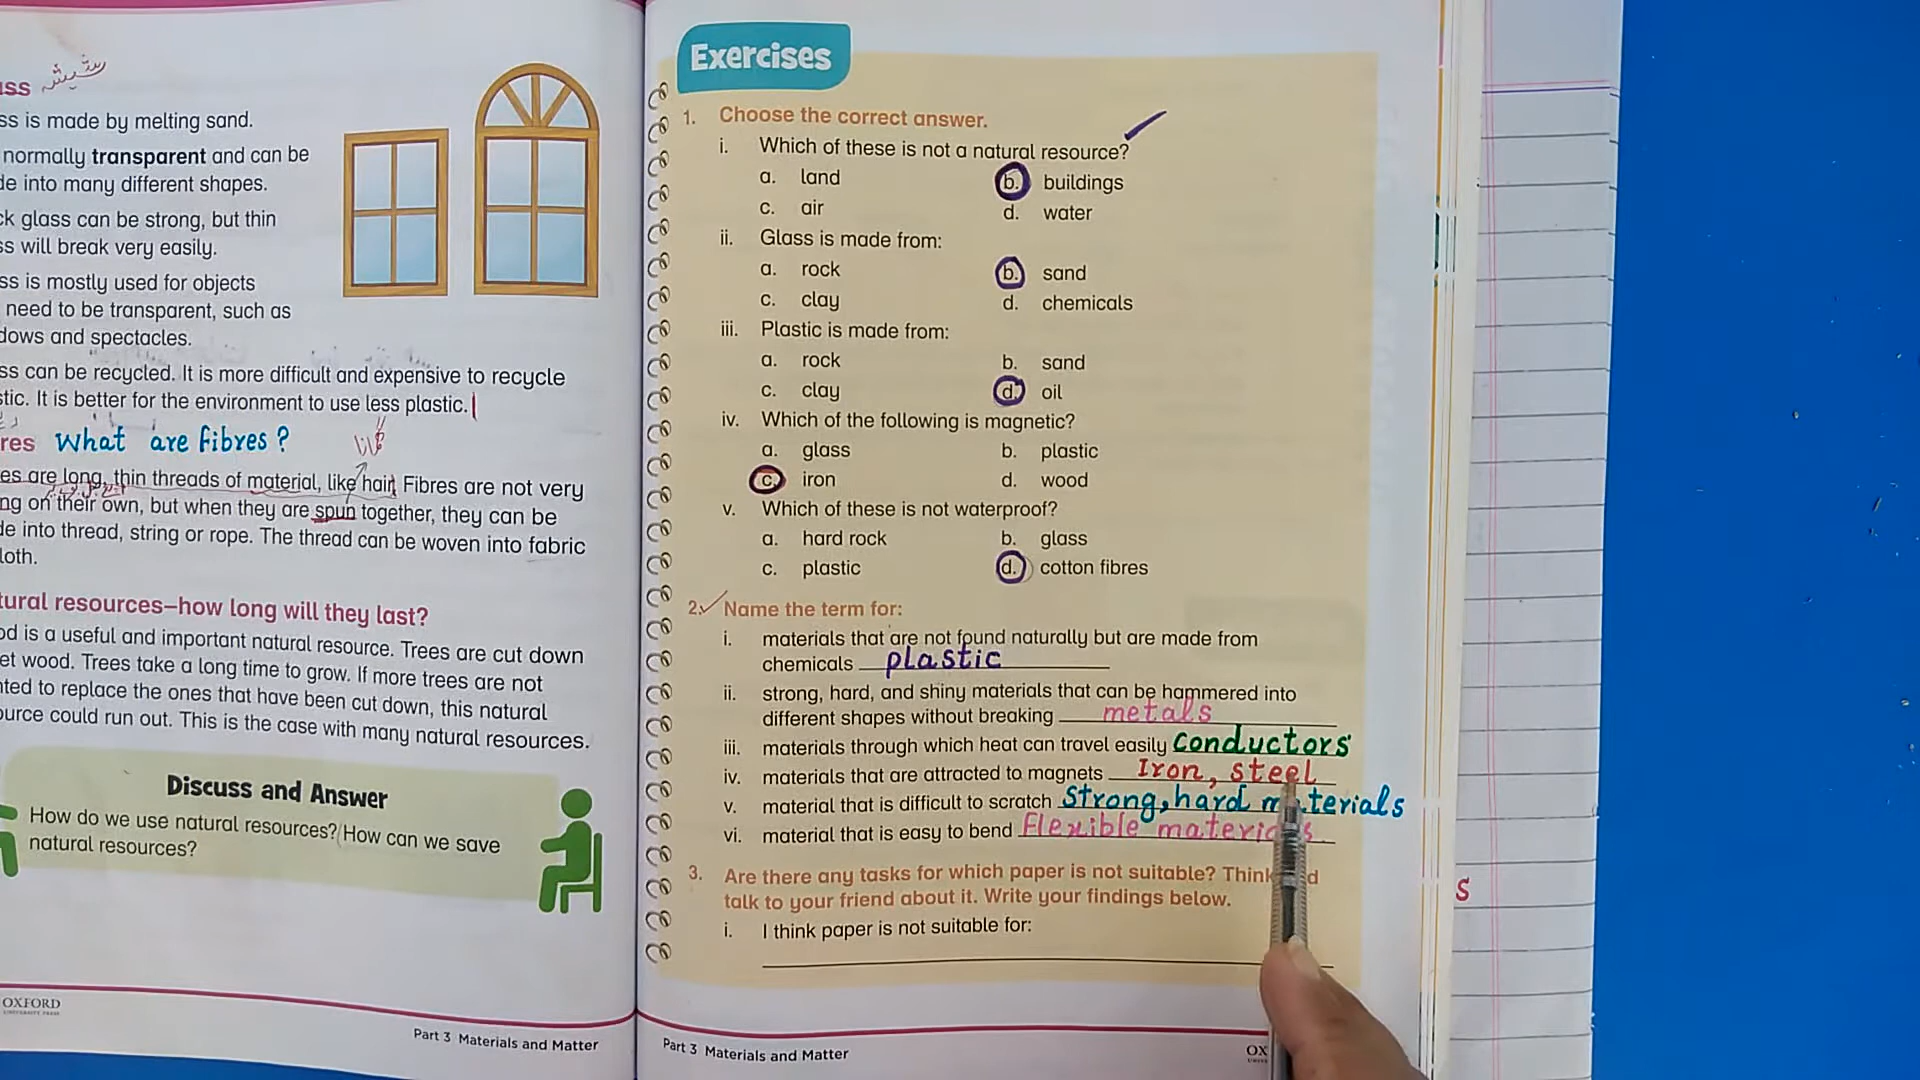 ss is made by melting sand.
normally transparent and can be
into many different shapes.
glass can be strong, but thin
will break very easily.
is mostly used for objects
need to be transparent, such as
and spectacles.
can be recycled. It is more difficult and expensive to recycle
It is better for the environment to use less plastic.
What are fibres?
are long, thin threads of material, like hair. Fibres are not very
on their own, but when they are spun together, they can be
into thread, string or rope. The thread can be woven into fabric
resources–how long will they last?
is a useful and important natural resource. Trees are cut down
wood. Trees take a long time to grow. If more trees are not
to replace the ones that have been cut down, this natural
could run out. This is the case with many natural resources.
Discuss and Answer
How do we use natural resources? How can we save
natural resources?
OXFORD
UNIVERSITY PRESS
Part 3 Materials and Matter
Exercises
1. Choose the correct answer.
i. Which of these is not a natural resource?
a. land b. buildings
c. air d. water
ii. Glass is made from:
a. rock b. sand
c. clay d. chemicals
iii. Plastic is made from:
a. rock b. sand
c. clay d. oil
iv. Which of the following is magnetic?
a. glass b. plastic
c. iron d. wood
v. Which of these is not waterproof?
a. hard rock b. glass
c. plastic d. cotton fibres
2. Name the term for:
i. materials that are not found naturally but are made from
chemicals plastic
ii. strong, hard, and shiny materials that can be hammered into
different shapes without breaking metals
iii. materials through which heat can travel easily conductors
iv. materials that are attracted to magnets Iron, steel
v. material that is difficult to scratch Strong, hard materials
vi. material that is easy to bend Flexible materials
3. Are there any tasks for which paper is not suitable? Think
talk to your friend about it. Write your findings below.
i. I think paper is not suitable for:
Part 3 Materials and Matter
S